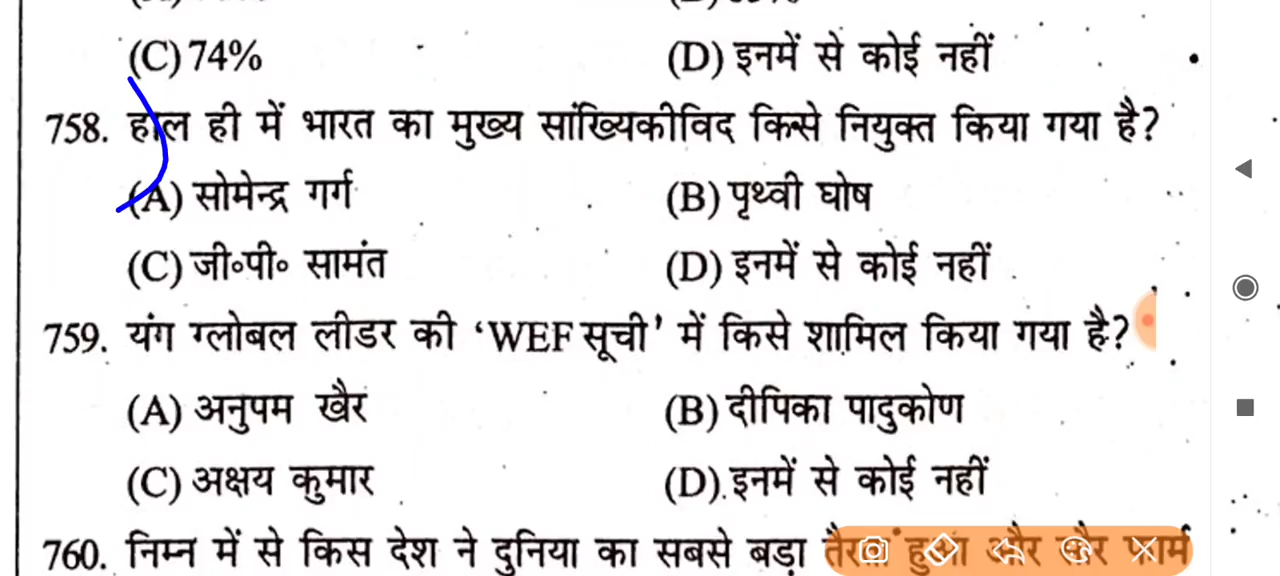 (C) 74%
(D) इनमें से कोई नहीं
758. हाल ही में भारत का मुख्य सांख्यिकीविद किसे नियुक्त किया गया है?
(A) सोमेन्द्र गर्ग
(B) पृथ्वी घोष
(C) जी॰पी॰ सामंत
(D) इनमें से कोई नहीं
759. यंग ग्लोबल लीडर की ‘WEF सूची’ में किसे शामिल किया गया है?
(A) अनुपम खैर
(B) दीपिका पादुकोण
(C) अक्षय कुमार
(D) इनमें से कोई नहीं
760. निम्न में से किस देश ने दुनिया का सबसे बड़ा